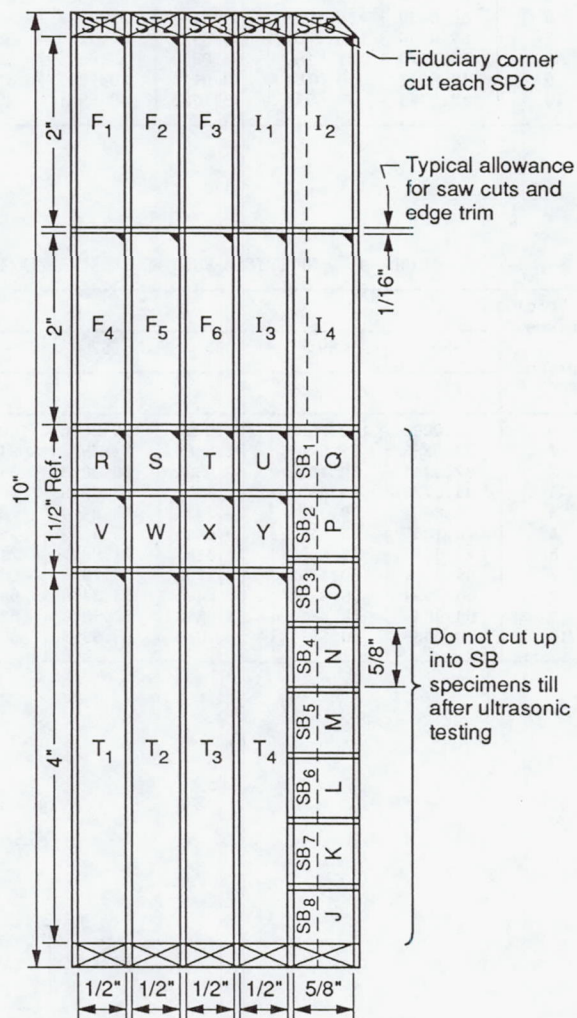 ST1 ST2 ST3 ST4 ST5
Fiduciary corner
cut each SPC
2"
F1 F2 F3 I1 I2
Typical allowance
for saw cuts and
edge trim
1/16"
2"
F4 F5 F6 I3 I4
10"
11/2" Ref.
R S T U SB1 Q
V W X Y SB2 P
SB3 O
SB4 N
5/8"
Do not cut up
into SB
specimens till
after ultrasonic
testing
SB5 M
4"
T1 T2 T3 T4
SB6 L
SB7 K
SB8 J
1/2" 1/2" 1/2" 1/2" 5/8"